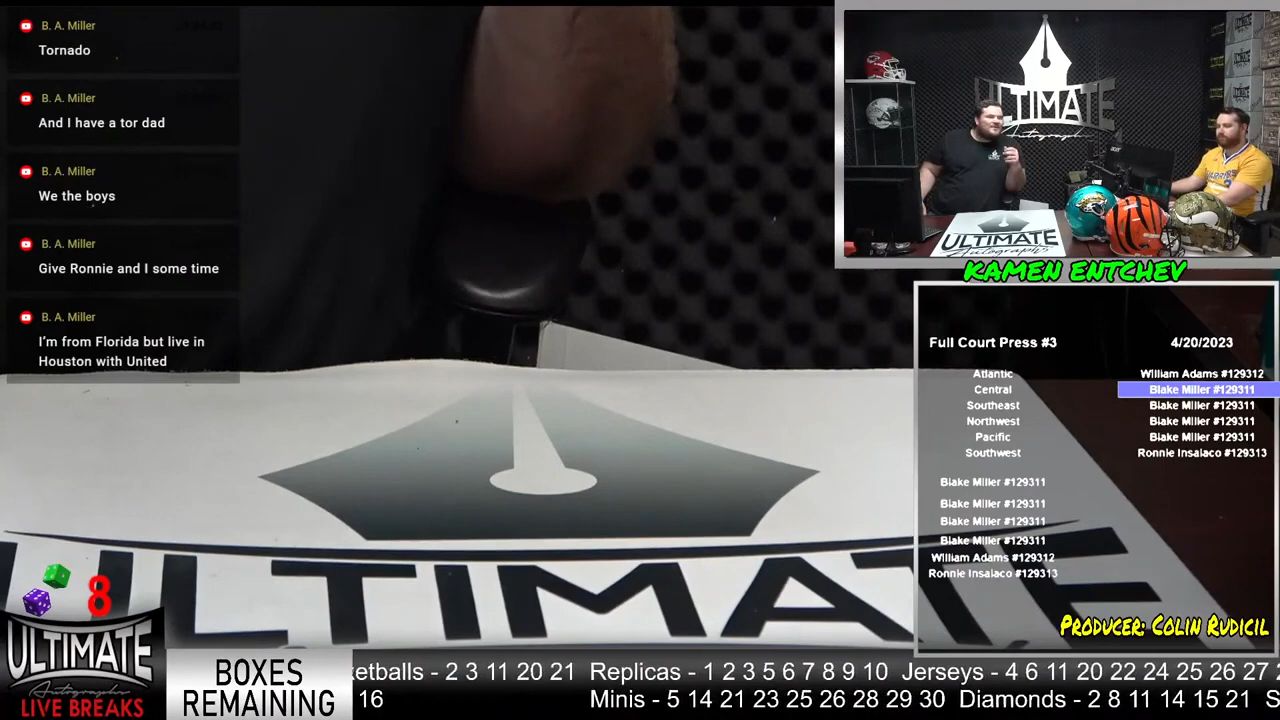 B. A. Miller
Tornado
B. A. Miller
And I have a tor dad
B. A. Miller
We the boys
B. A. Miller
Give Ronnie and I some time
B. A. Miller
I'm from Florida but live in
Houston with United
ULTIMATE
Autographs
ULTIMATE
Autographs
KAMEN ENTCHEV
Full Court Press #3 4/20/2023
Atlantic William Adams #129312
Central Blake Miller #129311
Southeast Blake Miller #129311
Northwest Blake Miller #129311
Pacific Blake Miller #129311
Southwest Ronnie Insalaco #129313
Blake Miller #129311
Blake Miller #129311
Blake Miller #129311
Blake Miller #129311
William Adams #129312
Ronnie Insalaco #129313
PRODUCER: COLIN RUDICIL
ULTIMATE
8
ULTIMATE
Autographs
LIVE BREAKS
BOXES
REMAINING
ketballs - 2 3 11 20 21 Replicas - 1 2 3 5 6 7 8 9 10 Jerseys - 4 6 11 20 22 24 25 26 27
16 Minis - 5 14 21 23 25 26 28 29 30 Diamonds - 2 8 11 14 15 21 S